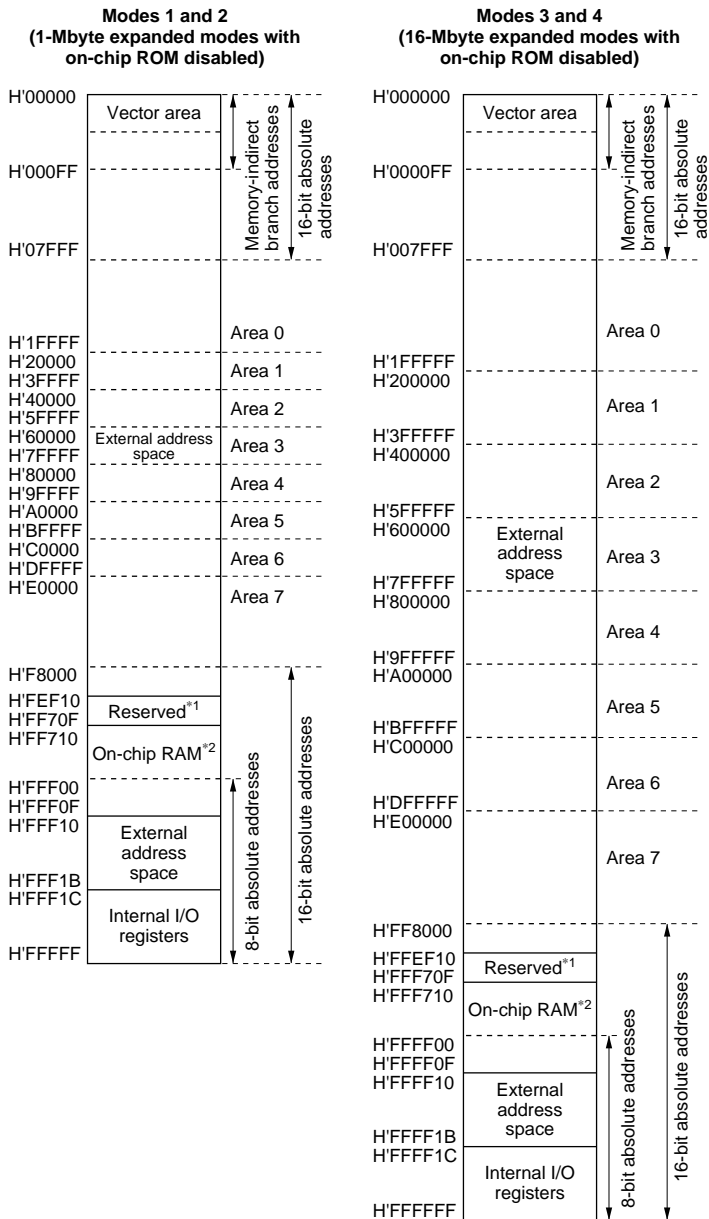 Modes 1 and 2
(1-Mbyte expanded modes with
on-chip ROM disabled)
H'00000
Vector area
H'000FF
H'07FFF
Memory-indirect
branch addresses
16-bit absolute
addresses
H'1FFFF
Area 0
H'20000
H'3FFFF
Area 1
H'40000
H'5FFFF
Area 2
H'60000
H'7FFFF
External address
space
Area 3
H'80000
H'9FFFF
Area 4
H'A0000
H'BFFFF
Area 5
H'C0000
H'DFFFF
Area 6
H'E0000
Area 7
H'F8000
H'FEF10
H'FF70F
Reserved*1
H'FF710
On-chip RAM*2
H'FFF00
H'FFF0F
H'FFF10
External
address
space
H'FFF1B
H'FFF1C
Internal I/O
registers
H'FFFFF
8-bit absolute addresses
16-bit absolute addresses
Modes 3 and 4
(16-Mbyte expanded modes with
on-chip ROM disabled)
H'000000
Vector area
H'0000FF
H'007FFF
Memory-indirect
branch addresses
16-bit absolute
addresses
Area 0
H'1FFFFF
H'200000
Area 1
H'3FFFFF
H'400000
Area 2
H'5FFFFF
H'600000
External
address
space
Area 3
H'7FFFFF
H'800000
Area 4
H'9FFFFF
H'A00000
Area 5
H'BFFFFF
H'C00000
Area 6
H'DFFFFF
H'E00000
Area 7
H'FF8000
H'FFEF10
H'FFF70F
Reserved*1
H'FFF710
On-chip RAM*2
H'FFFF00
H'FFFF0F
H'FFFF10
External
address
space
H'FFFF1B
H'FFFF1C
Internal I/O
registers
H'FFFFFF
8-bit absolute addresses
16-bit absolute addresses